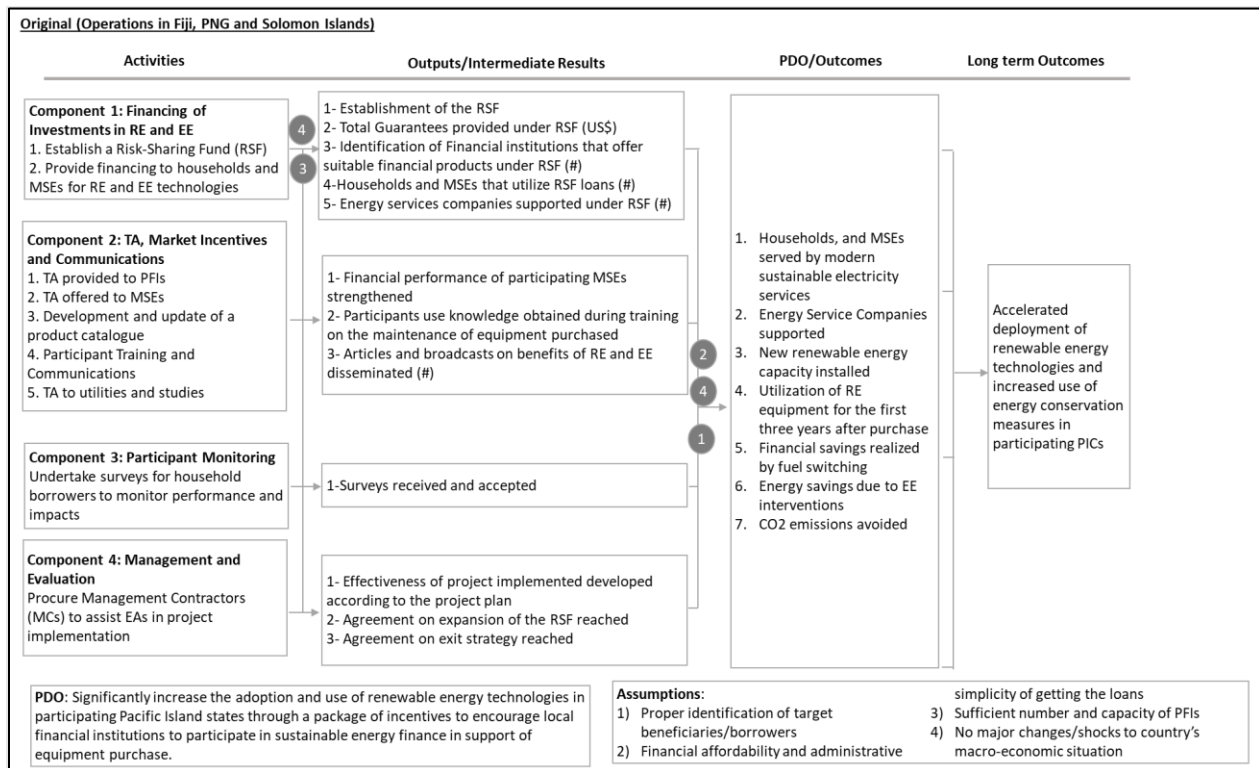 Original (Operations in Fiji, PNG and Solomon Islands)
Activities
Outputs/Intermediate Results
PDO/Outcomes
Long term Outcomes
Component 1: Financing of
Investments in RE and EE
1. Establish a Risk-Sharing Fund (RSF)
2. Provide financing to households and
MSEs for RE and EE technologies
4
3
1- Establishment of the RSF
2- Total Guarantees provided under RSF (US$)
3- Identification of Financial institutions that offer
suitable financial products under RSF (#)
4-Households and MSEs that utilize RSF loans (#)
5- Energy services companies supported under RSF (#)
Component 2: TA, Market Incentives
and Communications
1. TA provided to PFIs
2. TA offered to MSEs
3. Development and update of a
product catalogue
4. Participant Training and
Communications
5. TA to utilities and studies
1- Financial performance of participating MSEs
strengthened
2- Participants use knowledge obtained during training
on the maintenance of equipment purchased
3- Articles and broadcasts on benefits of RE and EE
disseminated (#)
2
4
1
Component 3: Participant Monitoring
Undertake surveys for household
borrowers to monitor performance and
impacts
1-Surveys received and accepted
Component 4: Management and
Evaluation
Procure Management Contractors
(MCs) to assist EAs in project
implementation
1- Effectiveness of project implemented developed
according to the project plan
2- Agreement on expansion of the RSF reached
3- Agreement on exit strategy reached
1. Households, and MSEs
served by modern
sustainable electricity
services
2. Energy Service Companies
supported
3. New renewable energy
capacity installed
4. Utilization of RE
equipment for the first
three years after purchase
5. Financial savings realized
by fuel switching
6. Energy savings due to EE
interventions
7. CO2 emissions avoided
Accelerated
deployment of
renewable energy
technologies and
increased use of
energy conservation
measures in
participating PICs
PDO: Significantly increase the adoption and use of renewable energy technologies in
participating Pacific Island states through a package of incentives to encourage local
financial institutions to participate in sustainable energy finance in support of
equipment purchase.
Assumptions:
1) Proper identification of target
beneficiaries/borrowers
2) Financial affordability and administrative
simplicity of getting the loans
3) Sufficient number and capacity of PFIs
4) No major changes/shocks to country's
macro-economic situation